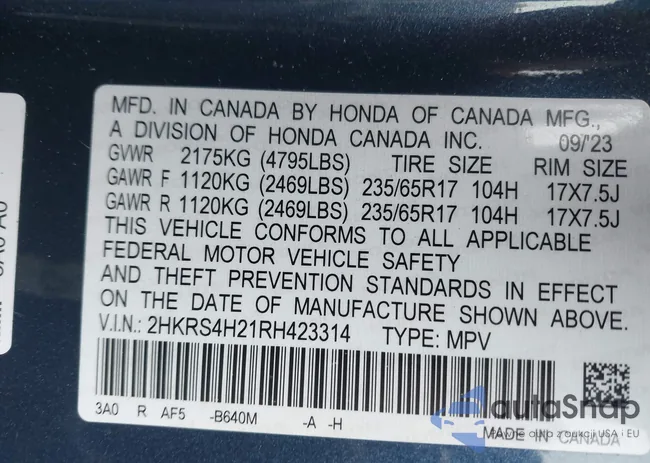 MFD. IN CANADA BY HONDA OF CANADA MFG.,
A DIVISION OF HONDA CANADA INC. 09/'23
GVWR 2175KG (4795LBS) TIRE SIZE RIM SIZE
GAWR F 1120KG (2469LBS) 235/65R17 104H 17X7.5J
GAWR R 1120KG (2469LBS) 235/65R17 104H 17X7.5J
THIS VEHICLE CONFORMS TO ALL APPLICABLE
FEDERAL MOTOR VEHICLE SAFETY
AND THEFT PREVENTION STANDARDS IN EFFECT
ON THE DATE OF MANUFACTURE SHOWN ABOVE.
V.I.N.: 2HKRS4H21RH423314 TYPE: MPV
3A0 R AF5 -B640M -A -H
MADE IN CANADA
autoSnap